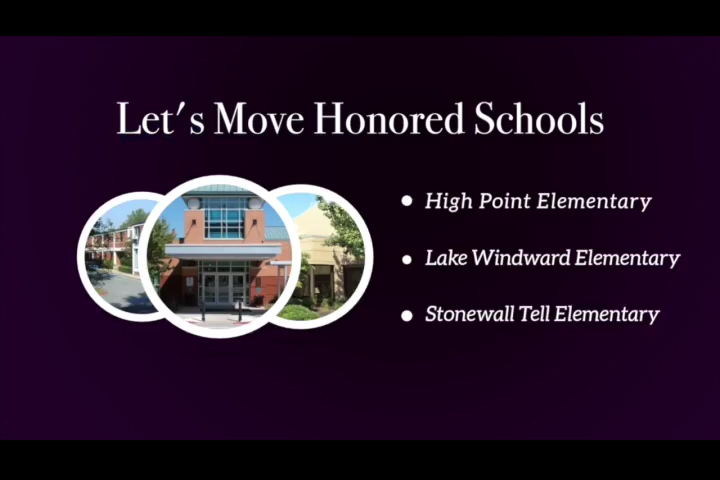 Let's Move Honored Schools
High Point Elementary
Lake Windward Elementary
Stonewall Tell Elementary